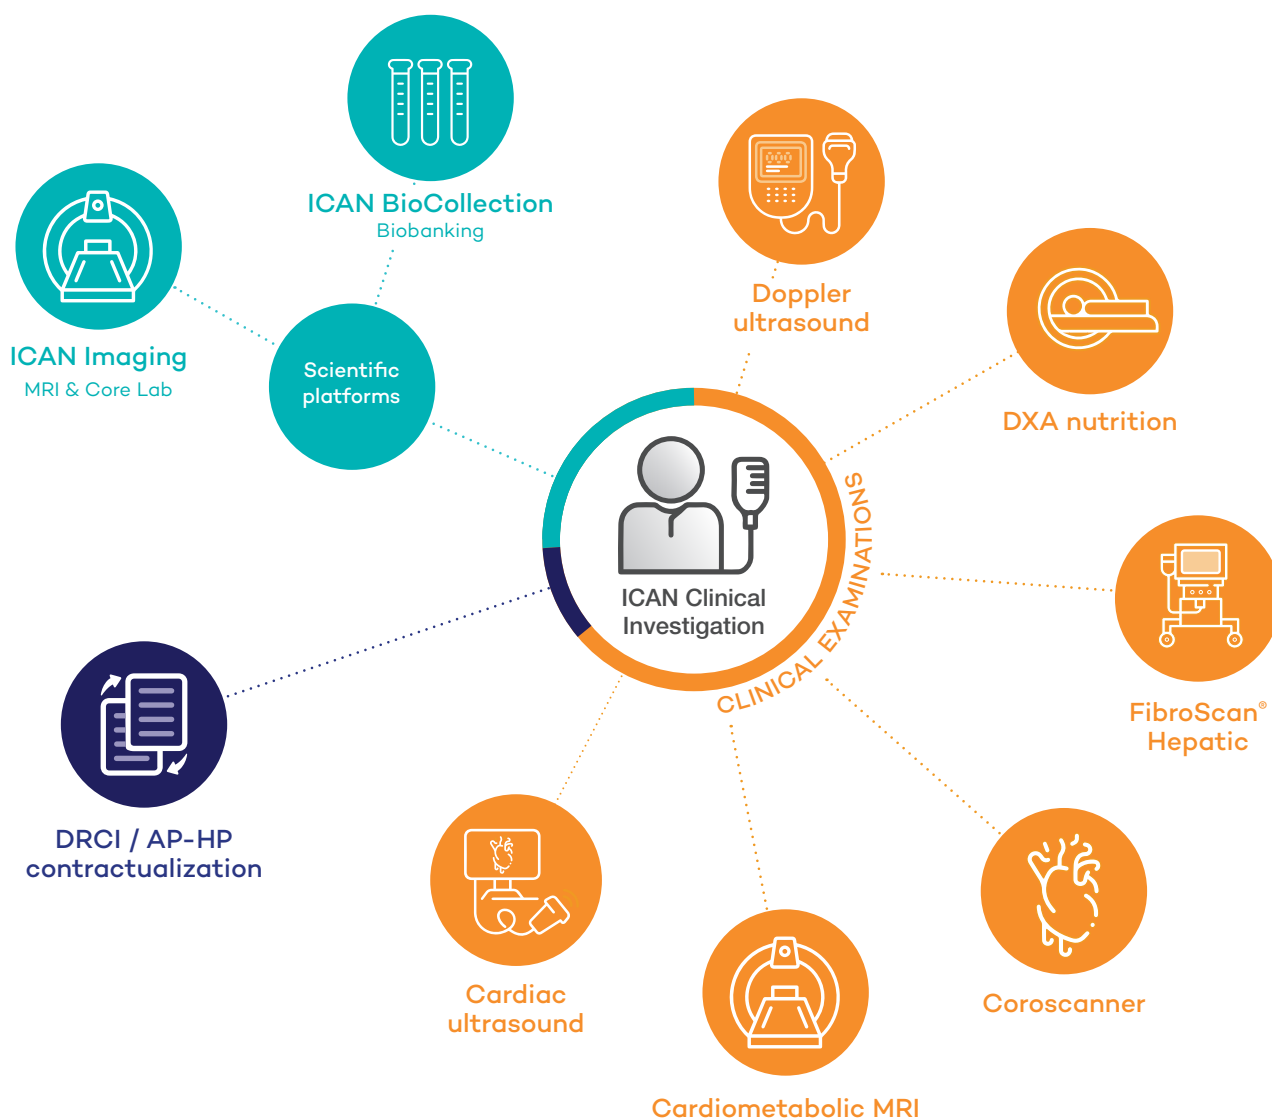 ICAN BioCollection
Biobanking
ICAN Imaging
MRI & Core Lab
Scientific
platforms
Doppler
ultrasound
DXA nutrition
ICAN Clinical
Investigation
CLINICAL EXAMINATIONS
FibroScan®
Hepatic
DRCI / AP-HP
contractualization
Cardiac
ultrasound
Coroscanner
Cardiometabolic MRI